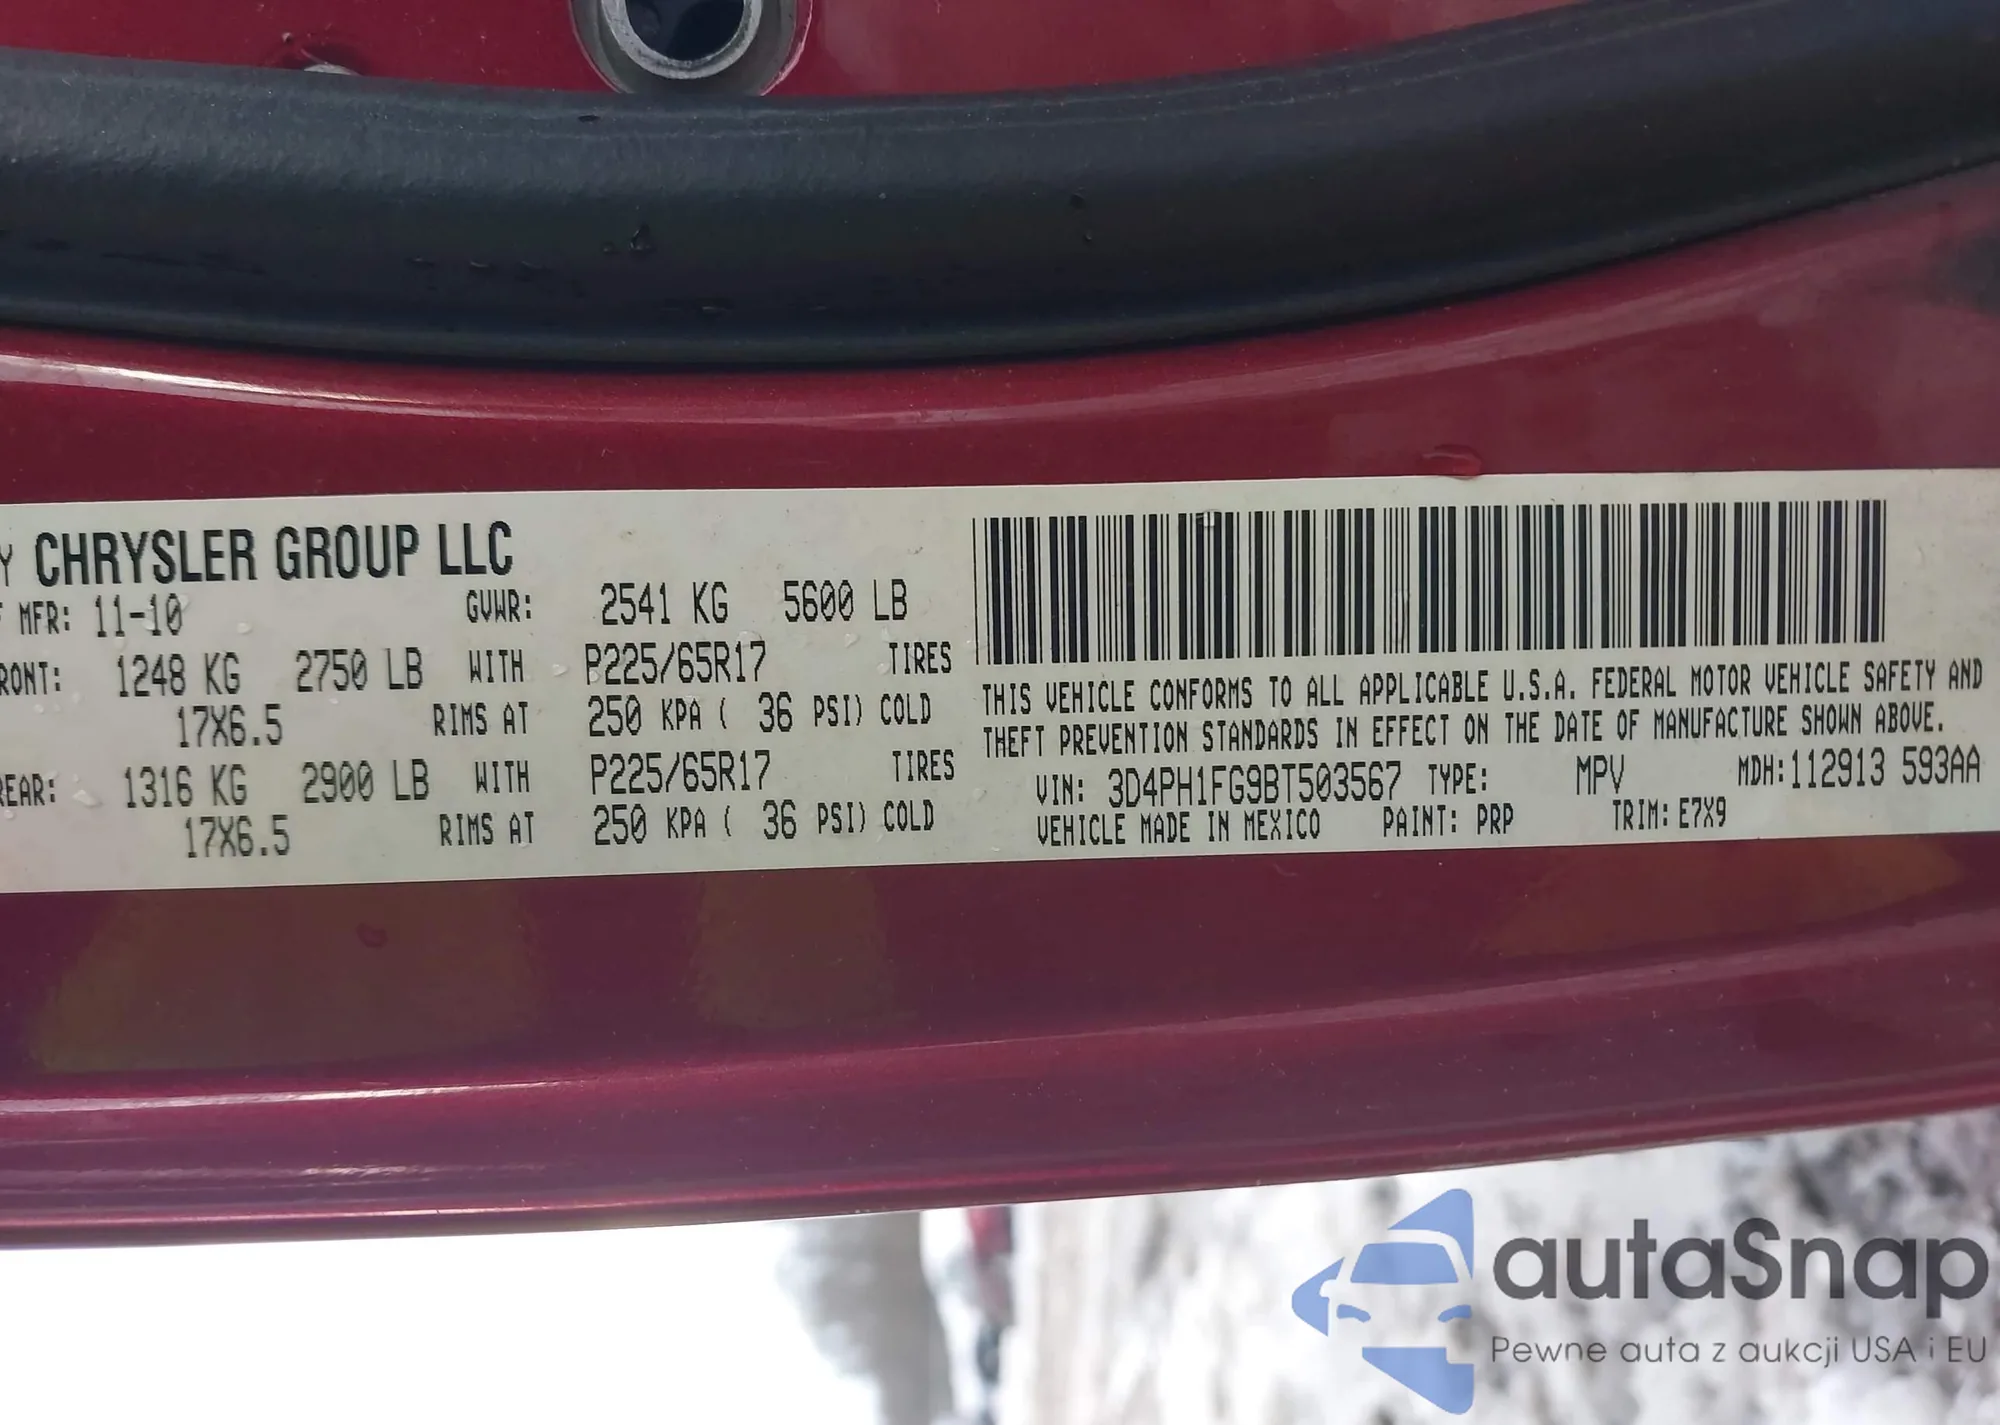 Y CHRYSLER GROUP LLC
F MFR: 11-10 GVWR: 2541 KG 5600 LB
RONT: 1248 KG 2750 LB WITH P225/65R17 TIRES
17X6.5 RIMS AT 250 KPA ( 36 PSI) COLD
REAR: 1316 KG 2900 LB WITH P225/65R17 TIRES
17X6.5 RIMS AT 250 KPA ( 36 PSI) COLD
THIS VEHICLE CONFORMS TO ALL APPLICABLE U.S.A. FEDERAL MOTOR VEHICLE SAFETY AND
THEFT PREVENTION STANDARDS IN EFFECT ON THE DATE OF MANUFACTURE SHOWN ABOVE.
VIN: 3D4PH1FG9BT503567 TYPE: MPV MDH:112913 593AA
VEHICLE MADE IN MEXICO PAINT: PRP TRIM: E7X9
autaSnap
Pewne auta z aukcji USA i EU